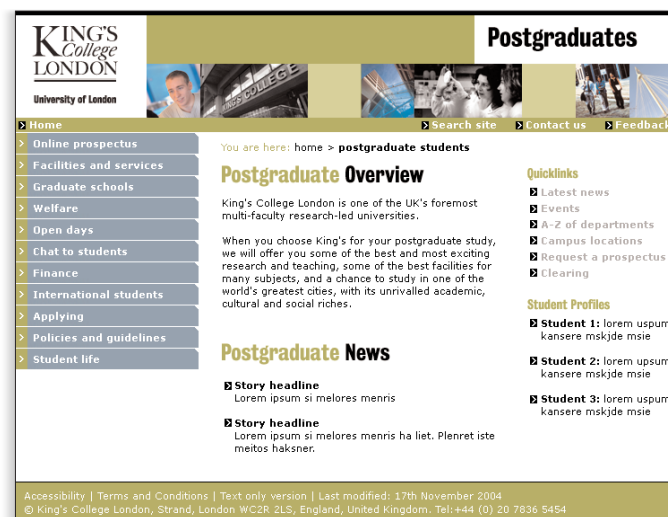 KING'S
College
LONDON
University of London
Postgraduates
KING'S COLLEGE
Home
Search site
Contact us
Feedback
Online prospectus
Facilities and services
Graduate schools
Welfare
Open days
Chat to students
Finance
International students
Applying
Policies and guidelines
Student life
You are here: home > postgraduate students
Postgraduate Overview
King's College London is one of the UK's foremost
multi-faculty research-led universities.
When you choose King's for your postgraduate study,
we will offer you some of the best and most exciting
research and teaching, some of the best facilities for
many subjects, and a chance to study in one of the
world's greatest cities, with its unrivalled academic,
cultural and social riches.
Postgraduate News
Story headline
Lorem ipsum si melores menris
Story headline
Lorem ipsum si melores menris ha liet. Plenret iste
meitos haksner.
Quicklinks
Latest news
Events
A-Z of departments
Campus locations
Request a prospectus
Clearing
Student Profiles
Student 1: lorem uspum
kansere mskjde msie
Student 2: lorem upsum
kansere mskjde msie
Student 3: lorem uspum
kansere mskjde msie
Accessibility | Terms and Conditions | Text only version | Last modified: 17th November 2004
© King's College London, Strand, London WC2R 2LS, England, United Kingdom. Tel:+44 (0) 20 7836 5454